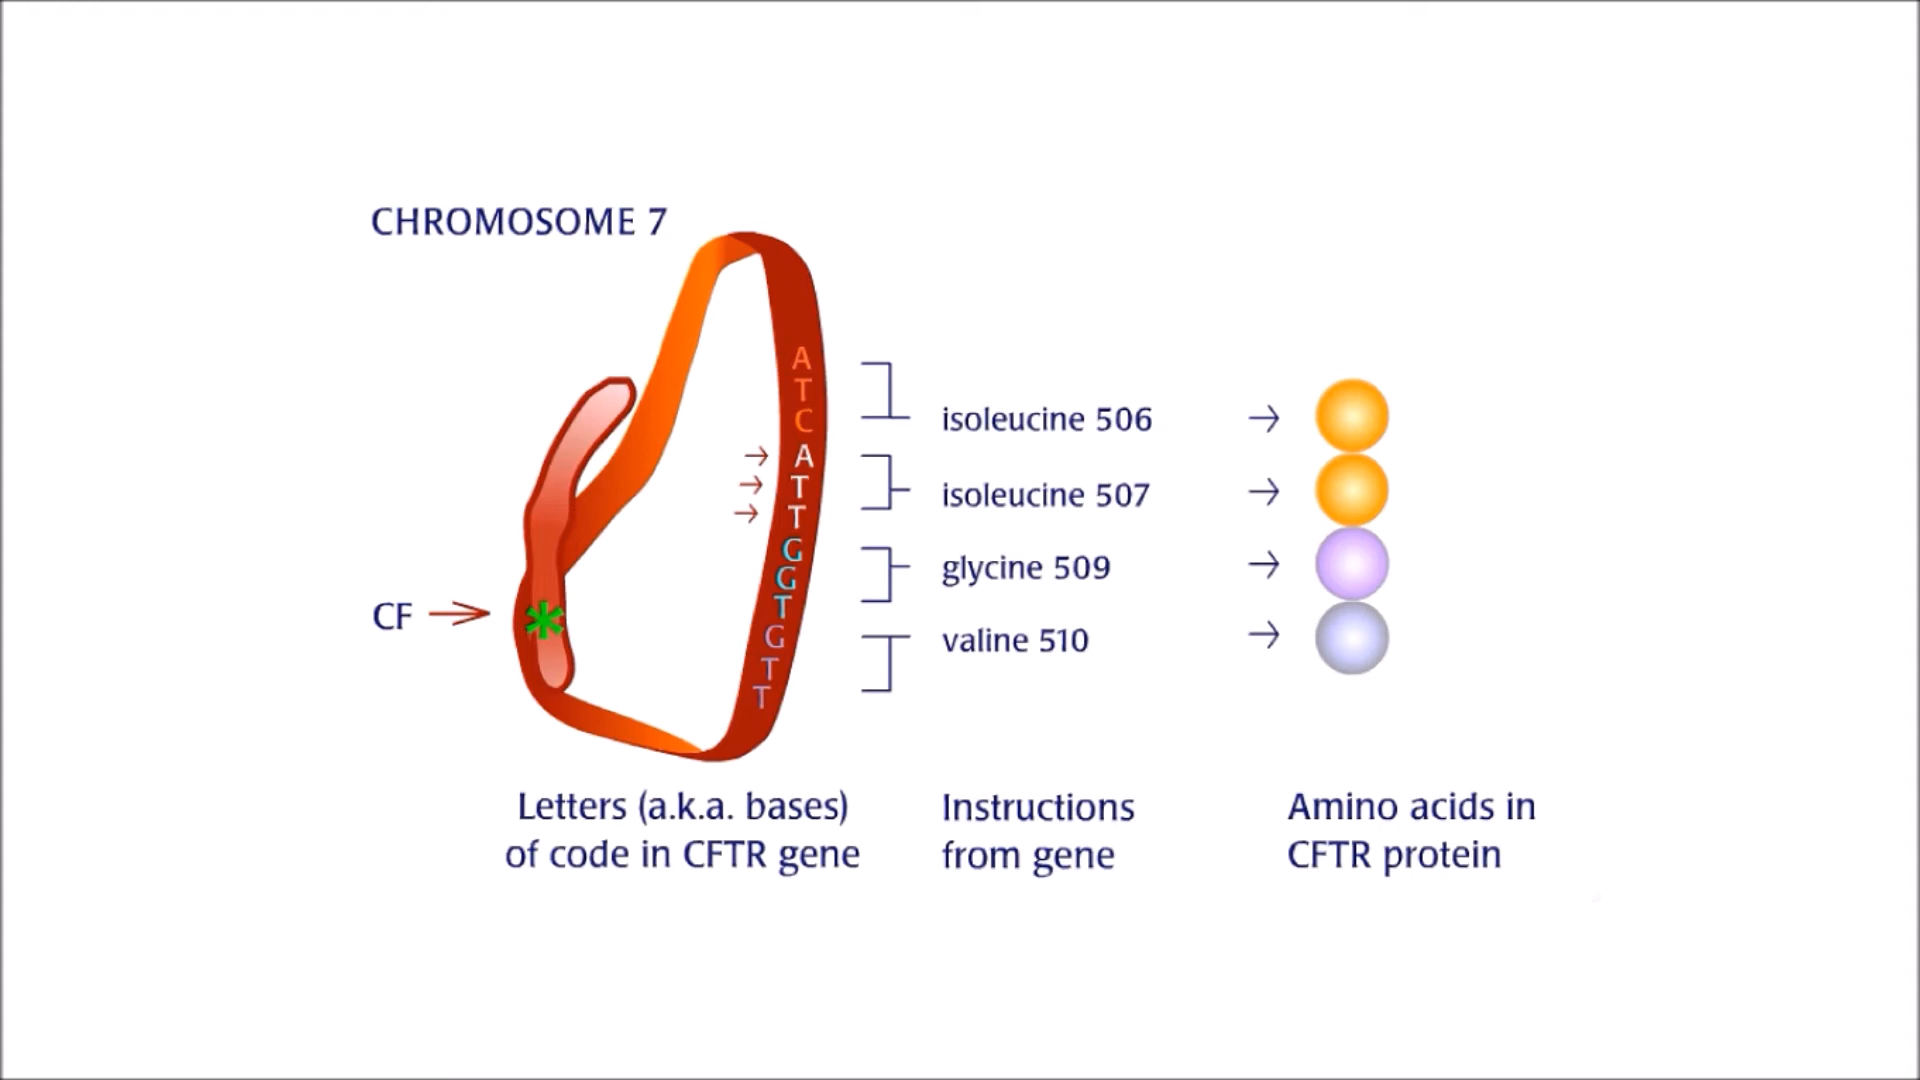 CHROMOSOME 7
A
T
C
A
T
T
G
G
T
G
T
T
isoleucine 506
isoleucine 507
glycine 509
valine 510
CF
Letters (a.k.a. bases)
of code in CFTR gene
Instructions
from gene
Amino acids in
CFTR protein